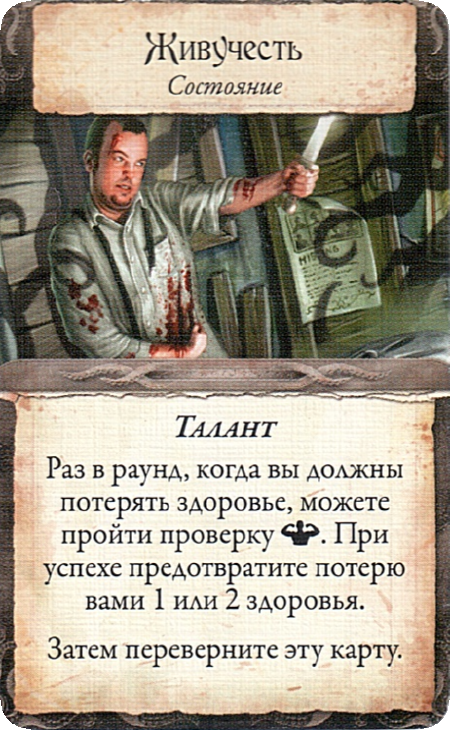 Живучесть
Состояние
Талант
Раз в раунд, когда вы должны
потерять здоровье, можете
пройти проверку . При
успехе предотвратите потерю
вами 1 или 2 здоровья.
Затем переверните эту карту.